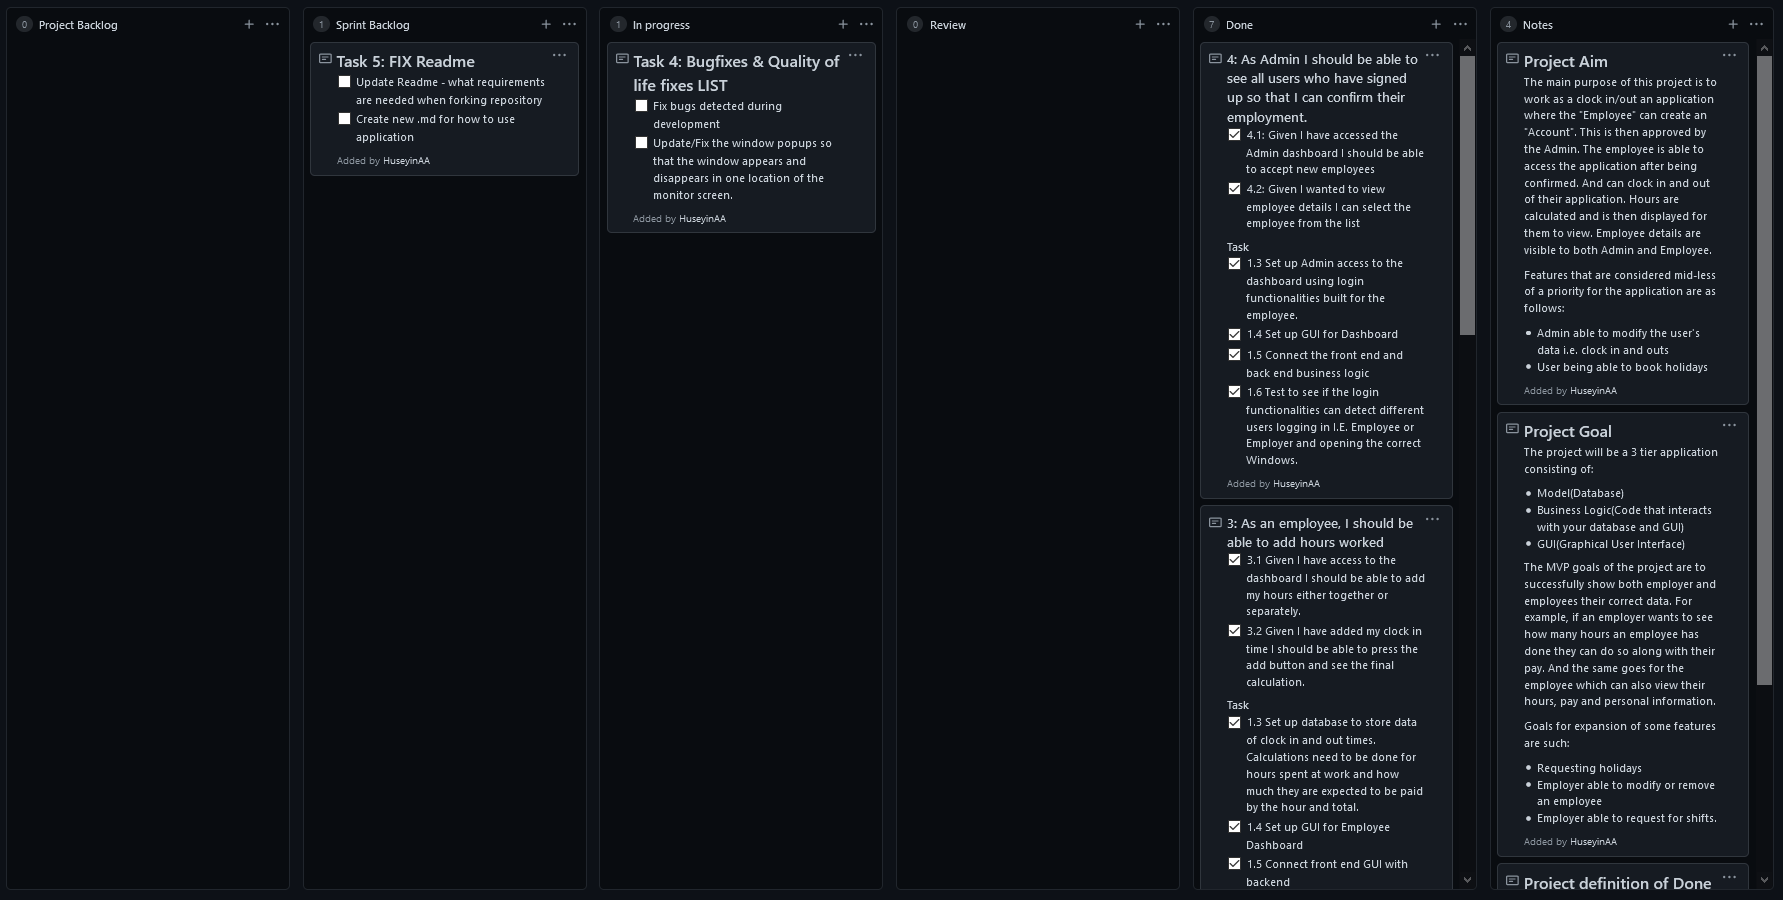 0 Project Backlog
1 Sprint Backlog
Task 5: FIX Readme
Update Readme - what requirements
are needed when forking repository
Create new .md for how to use
application
Added by HuseyinAA
1 In progress
Task 4: Bugfixes & Quality of
life fixes LIST
Fix bugs detected during
development
Update/Fix the window popups so
that the window appears and
disappears in one location of the
monitor screen.
Added by HuseyinAA
0 Review
7 Done
4: As Admin I should be able to
see all users who have signed
up so that I can confirm their
employment.
4.1: Given I have accessed the
Admin dashboard I should be able
to accept new employees
4.2: Given I wanted to view
employee details I can select the
employee from the list
Task
1.3 Set up Admin access to the
dashboard using login
functionalities built for the
employee.
1.4 Set up GUI for Dashboard
1.5 Connect the front end and
back end business logic
1.6 Test to see if the login
functionalities can detect different
users logging in I.E. Employee or
Employer and opening the correct
Windows.
Added by HuseyinAA
3: As an employee, I should be
able to add hours worked
3.1 Given I have access to the
dashboard I should be able to add
my hours either together or
separately.
3.2 Given I have added my clock in
time I should be able to press the
add button and see the final
calculation.
Task
1.3 Set up database to store data
of clock in and out times.
Calculations need to be done for
hours spent at work and how
much they are expected to be paid
by the hour and total.
1.4 Set up GUI for Employee
Dashboard
1.5 Connect front end GUI with
backend
4 Notes
Project Aim
The main purpose of this project is to
work as a clock in/out an application
where the "Employee" can create an
"Account". This is then approved by
the Admin. The employee is able to
access the application after being
confirmed. And can clock in and out
of their application. Hours are
calculated and is then displayed for
them to view. Employee details are
visible to both Admin and Employee.
Features that are considered mid-less
of a priority for the application are as
follows:
Admin able to modify the user's
data i.e. clock in and outs
User being able to book holidays
Added by HuseyinAA
Project Goal
The project will be a 3 tier application
consisting of:
Model(Database)
Business Logic(Code that interacts
with your database and GUI)
GUI(Graphical User Interface)
The MVP goals of the project are to
successfully show both employer and
employees their correct data. For
example, if an employer wants to see
how many hours an employee has
done they can do so along with their
pay. And the same goes for the
employee which can also view their
hours, pay and personal information.
Goals for expansion of some features
are such:
Requesting holidays
Employer able to modify or remove
an employee
Employer able to request for shifts.
Added by HuseyinAA
Project definition of Done